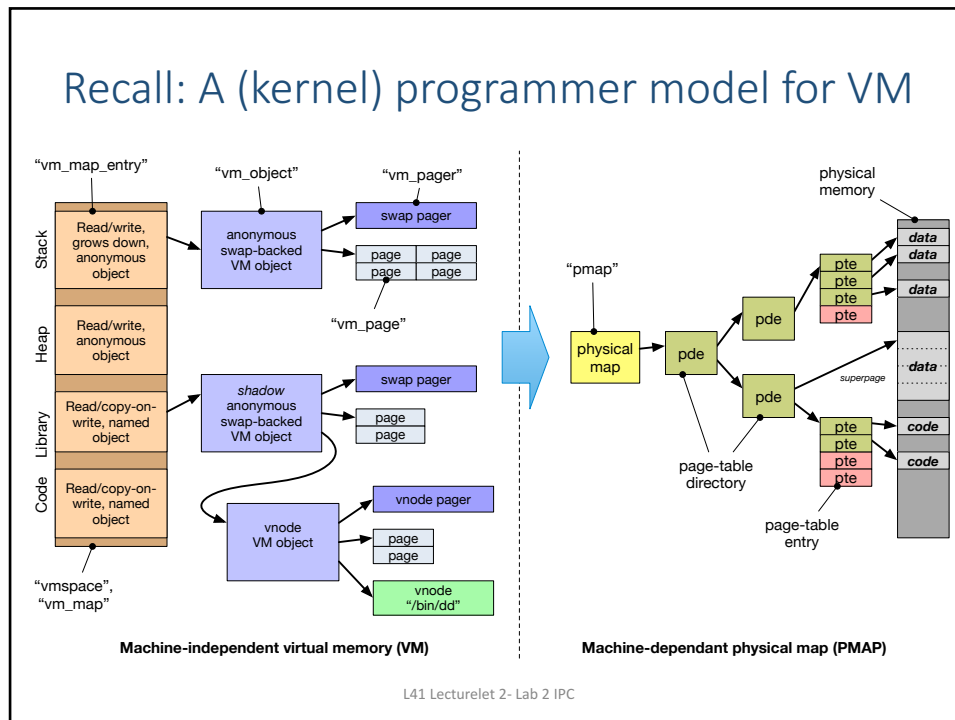 Recall: A (kernel) programmer model for VM
“vm_map_entry”
“vm_object”
“vm_pager”
Stack
Read/write,
grows down,
anonymous
object
anonymous
swap-backed
VM object
swap pager
page page
page page
“vm_page”
Heap
Read/write,
anonymous
object
Library
Read/copy-on-
write, named
object
shadow
anonymous
swap-backed
VM object
swap pager
page
page
Code
Read/copy-on-
write, named
object
vnode
VM object
vnode pager
page
page
vnode
“/bin/dd”
“vmspace”,
“vm_map”
Machine-independent virtual memory (VM)
physical
memory
“pmap”
physical
map
pde
pde
pde
pte
pte
pte
pte
data
data
data
superpage
data
pte
pte
pte
pte
code
code
page-table
directory
page-table
entry
Machine-dependant physical map (PMAP)
L41 Lecturelet 2- Lab 2 IPC